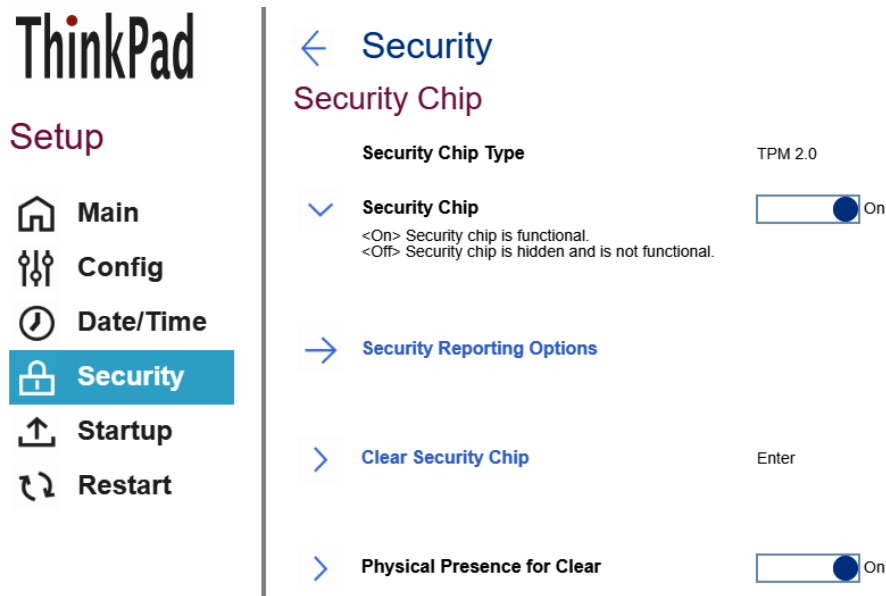 ThinkPad
Setup
Main
Config
Date/Time
Security
Startup
Restart
Security
Security Chip
Security Chip Type TPM 2.0
Security Chip On
<On> Security chip is functional.
<Off> Security chip is hidden and is not functional.
Security Reporting Options
Clear Security Chip Enter
Physical Presence for Clear On